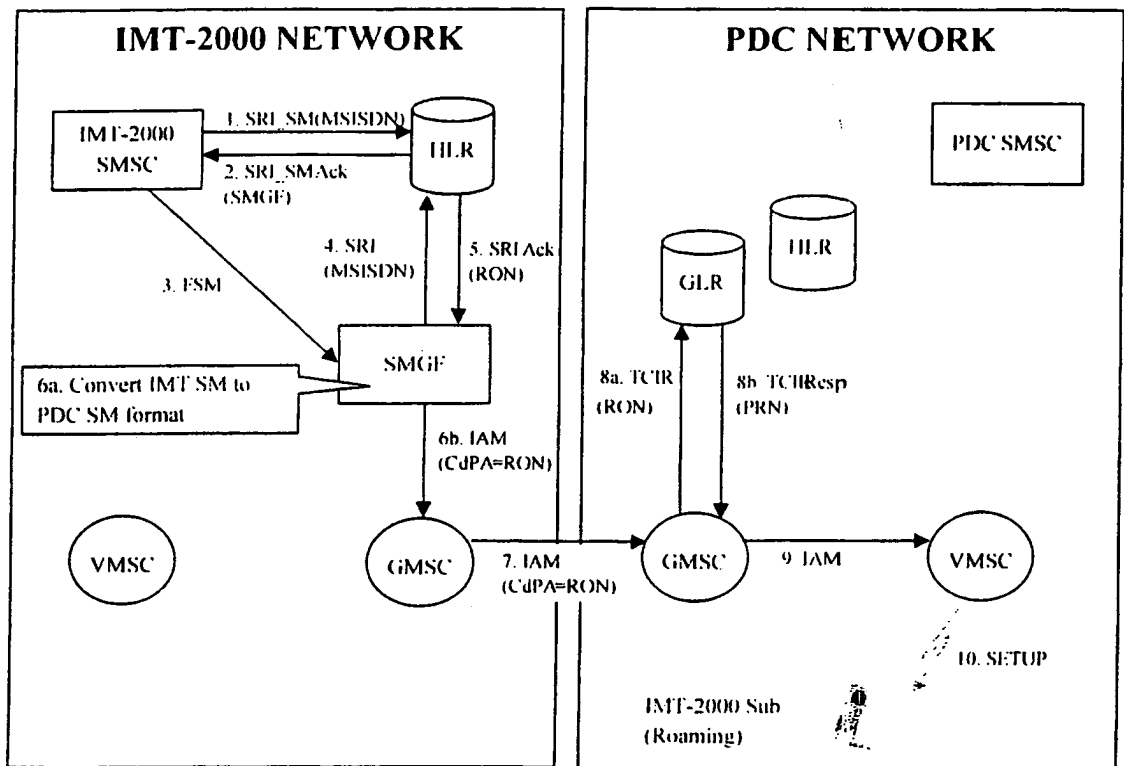 IMT-2000 NETWORK
IMT-2000
SMSC
1. SRI_SM(MSISDN)
2. SRI_SMAck
(SMGF)
HLR
3. FSM
4. SRI
(MSISDN)
5. SRI Ack
(RON)
SMGF
6a. Convert IMT SM to
PDC SM format
6b. IAM
(CdPA=RON)
VMSC
GMSC
7. IAM
(CdPA=RON)
PDC NETWORK
PDC SMSC
HLR
GLR
8a. TCIR
(RON)
8b. TCIRResp
(PRN)
GMSC
9. IAM
VMSC
10. SETUP
IMT-2000 Sub
(Roaming)